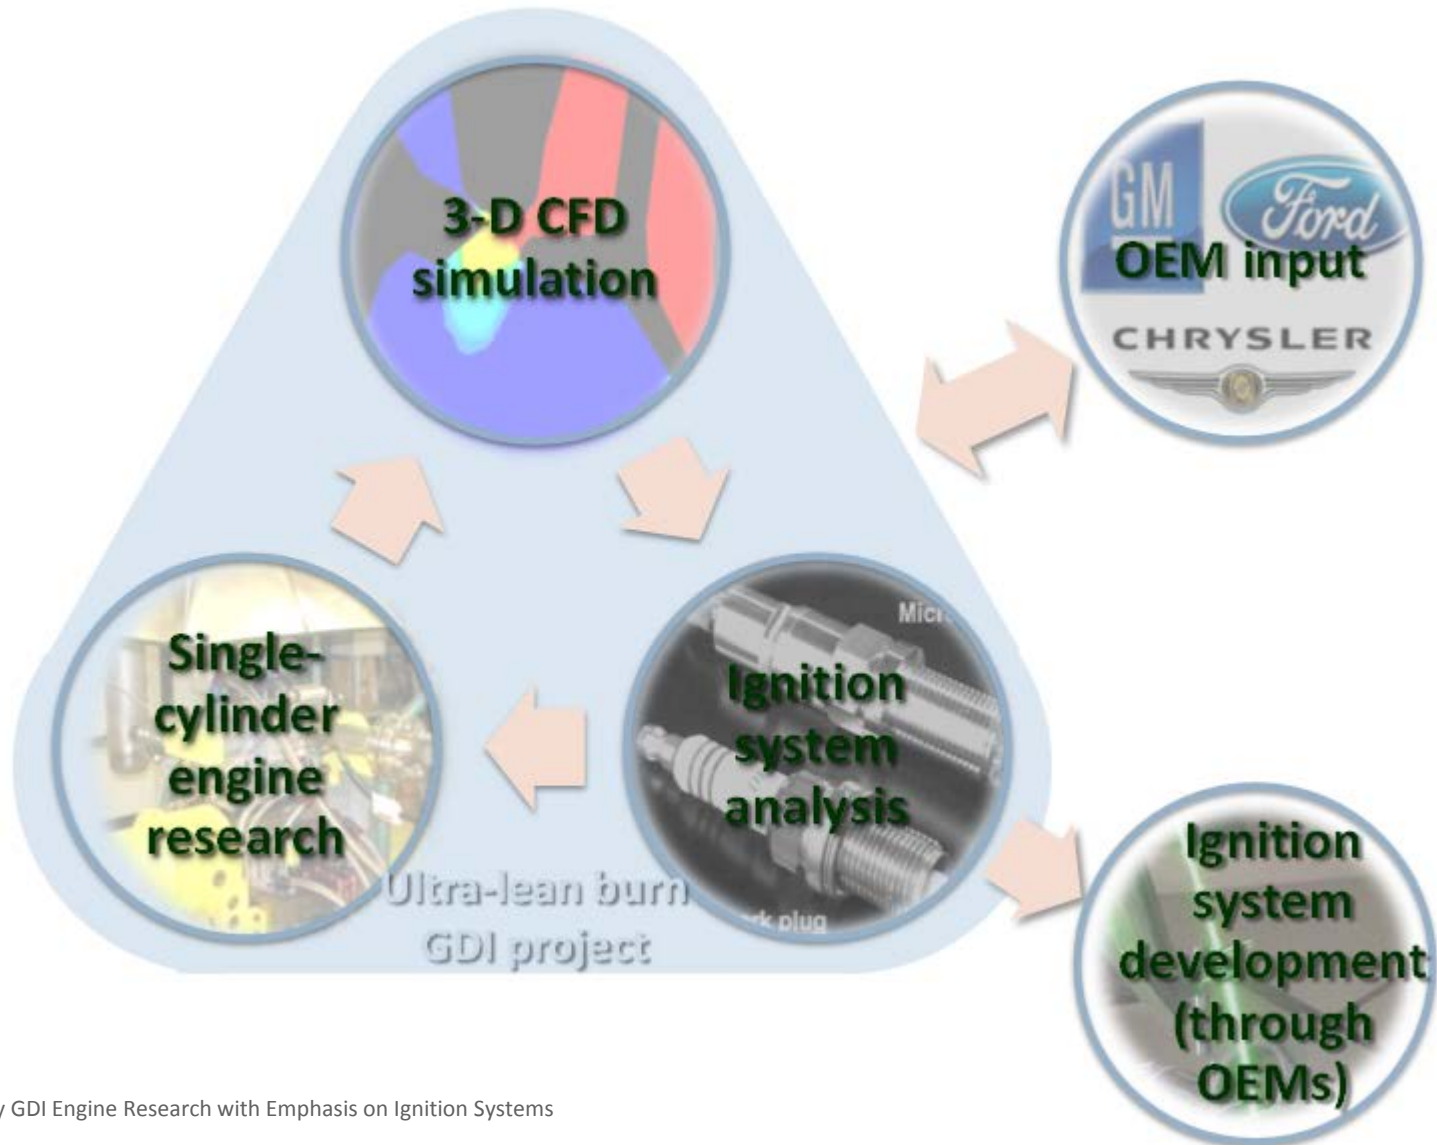 3-D CFD
simulation
GM
Ford
OEM input
CHRYSLER
Single-
cylinder
engine
research
Ignition
system
analysis
plug
Ultra-lean burn
GDI project
Ignition
system
development
(through
OEMs)
GDI Engine Research with Emphasis on Ignition Systems